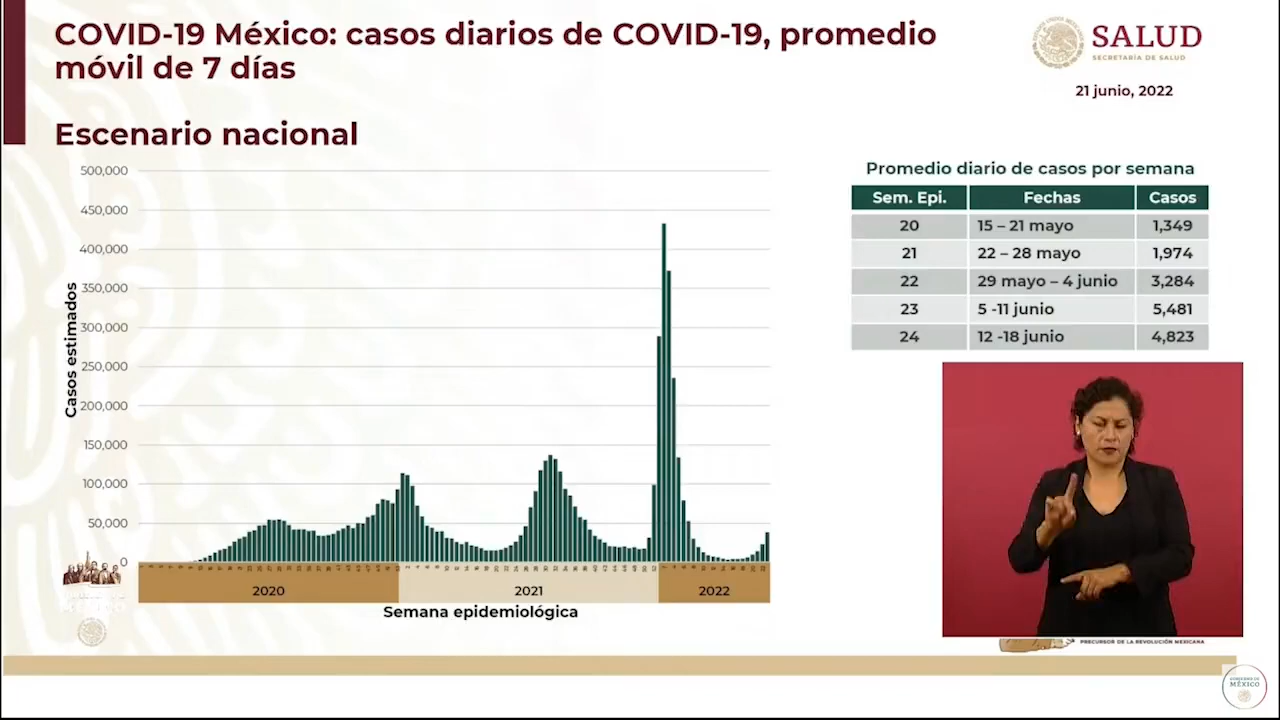 COVID-19 México: casos diarios de COVID-19, promedio
móvil de 7 días
SALUD
SECRETARÍA DE SALUD
21 junio, 2022
Escenario nacional
500,000
450,000
400,000
350,000
300,000
250,000
200,000
150,000
100,000
50,000
0
Casos estimados
2020
2021
2022
Semana epidemiológica
Promedio diario de casos por semana
Sem. Epi. Fechas Casos
20 15 – 21 mayo 1,349
21 22 – 28 mayo 1,974
22 29 mayo – 4 junio 3,284
23 5 -11 junio 5,481
24 12 -18 junio 4,823
PRECURSOR DE LA REVOLUCIÓN MEXICANA
GOBIERNO DE
MÉXICO